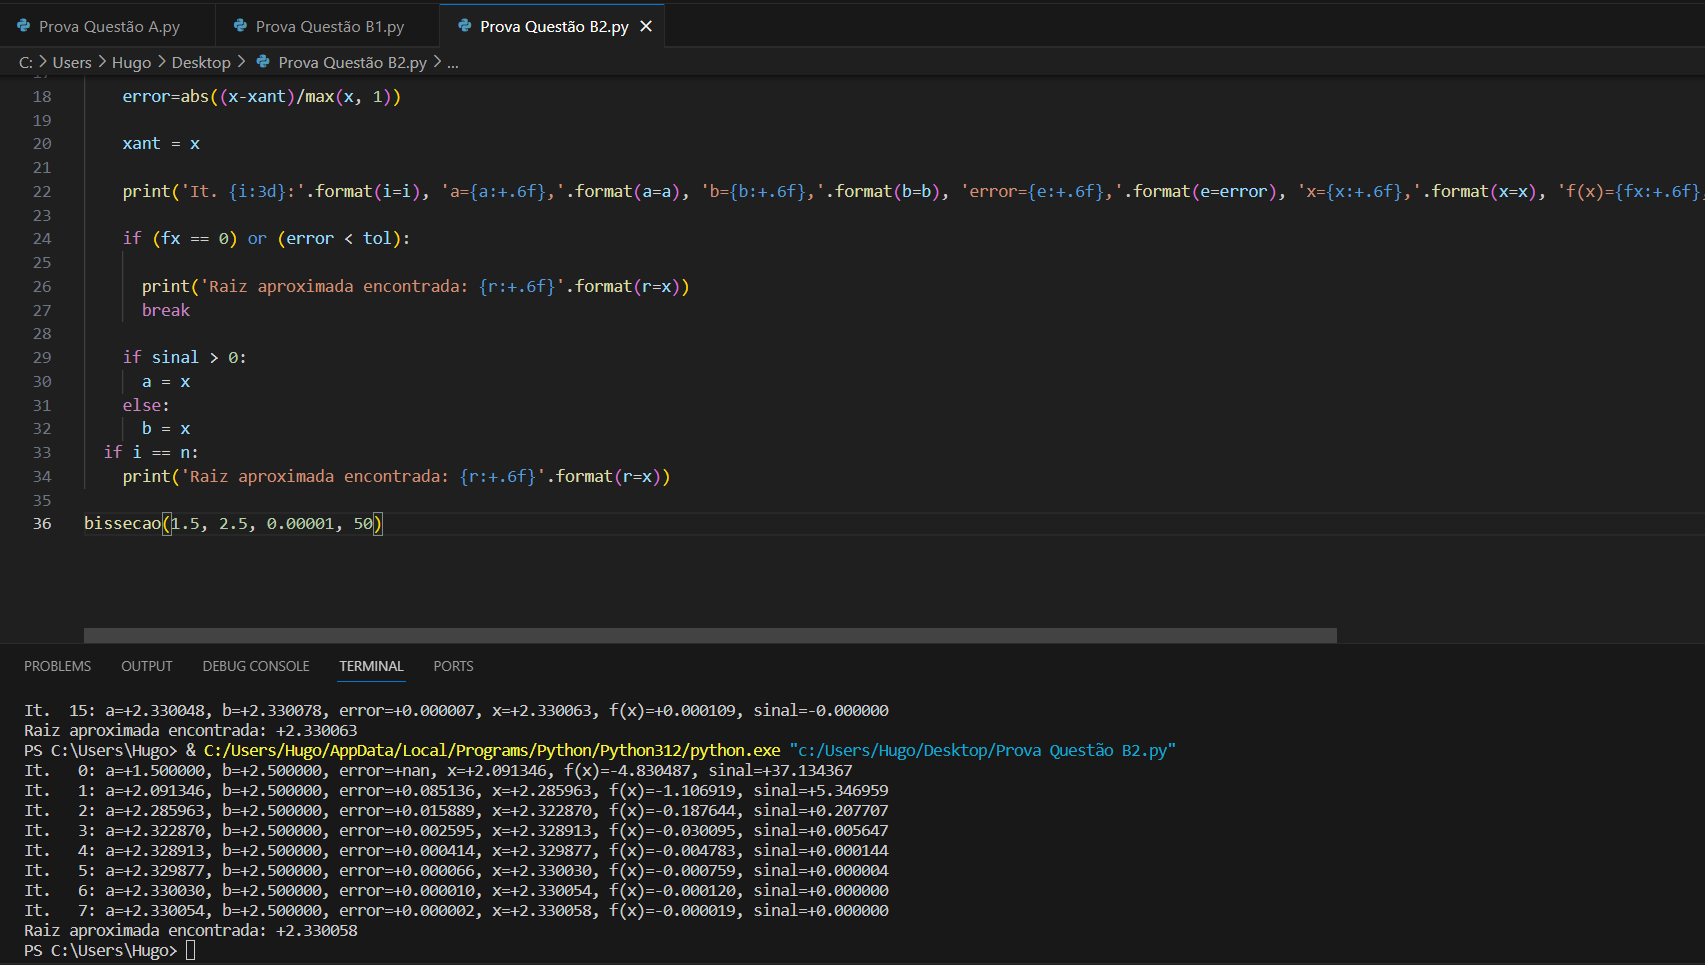 Prova Questão A.py
Prova Questão B1.py
Prova Questão B2.py
C: > Users > Hugo > Desktop > Prova Questão B2.py > ...
18 error=abs((x-xant)/max(x, 1))
19
20 xant = x
21
22 print('It. {i:3d}:'.format(i=i), 'a={a:+.6f},'.format(a=a), 'b={b:+.6f},'.format(b=b), 'error={e:+.6f},'.format(e=error), 'x={x:+.6f},'.format(x=x), 'f(x)={fx:+.6f},
23
24 if (fx == 0) or (error < tol):
25
26 print('Raiz aproximada encontrada: {r:+.6f}'.format(r=x))
27 break
28
29 if sinal > 0:
30 a = x
31 else:
32 b = x
33 if i == n:
34 print('Raiz aproximada encontrada: {r:+.6f}'.format(r=x))
35
36 bissecao(1.5, 2.5, 0.00001, 50)
PROBLEMS OUTPUT DEBUG CONSOLE TERMINAL PORTS
It.  15: a=+2.330048, b=+2.330078, error=+0.000007, x=+2.330063, f(x)=+0.000109, sinal=-0.000000
Raiz aproximada encontrada: +2.330063
PS C:\Users\Hugo> & C:/Users/Hugo/AppData/Local/Programs/Python/Python312/python.exe "c:/Users/Hugo/Desktop/Prova Questão B2.py"
It.   0: a=+1.500000, b=+2.500000, error=+nan, x=+2.091346, f(x)=-4.830487, sinal=+37.134367
It.   1: a=+2.091346, b=+2.500000, error=+0.085136, x=+2.285963, f(x)=-1.106919, sinal=+5.346959
It.   2: a=+2.285963, b=+2.500000, error=+0.015889, x=+2.322870, f(x)=-0.187644, sinal=+0.207707
It.   3: a=+2.322870, b=+2.500000, error=+0.002595, x=+2.328913, f(x)=-0.030095, sinal=+0.005647
It.   4: a=+2.328913, b=+2.500000, error=+0.000414, x=+2.329877, f(x)=-0.004783, sinal=+0.000144
It.   5: a=+2.329877, b=+2.500000, error=+0.000066, x=+2.330030, f(x)=-0.000759, sinal=+0.000004
It.   6: a=+2.330030, b=+2.500000, error=+0.000010, x=+2.330054, f(x)=-0.000120, sinal=+0.000000
It.   7: a=+2.330054, b=+2.500000, error=+0.000002, x=+2.330058, f(x)=-0.000019, sinal=+0.000000
Raiz aproximada encontrada: +2.330058
PS C:\Users\Hugo>